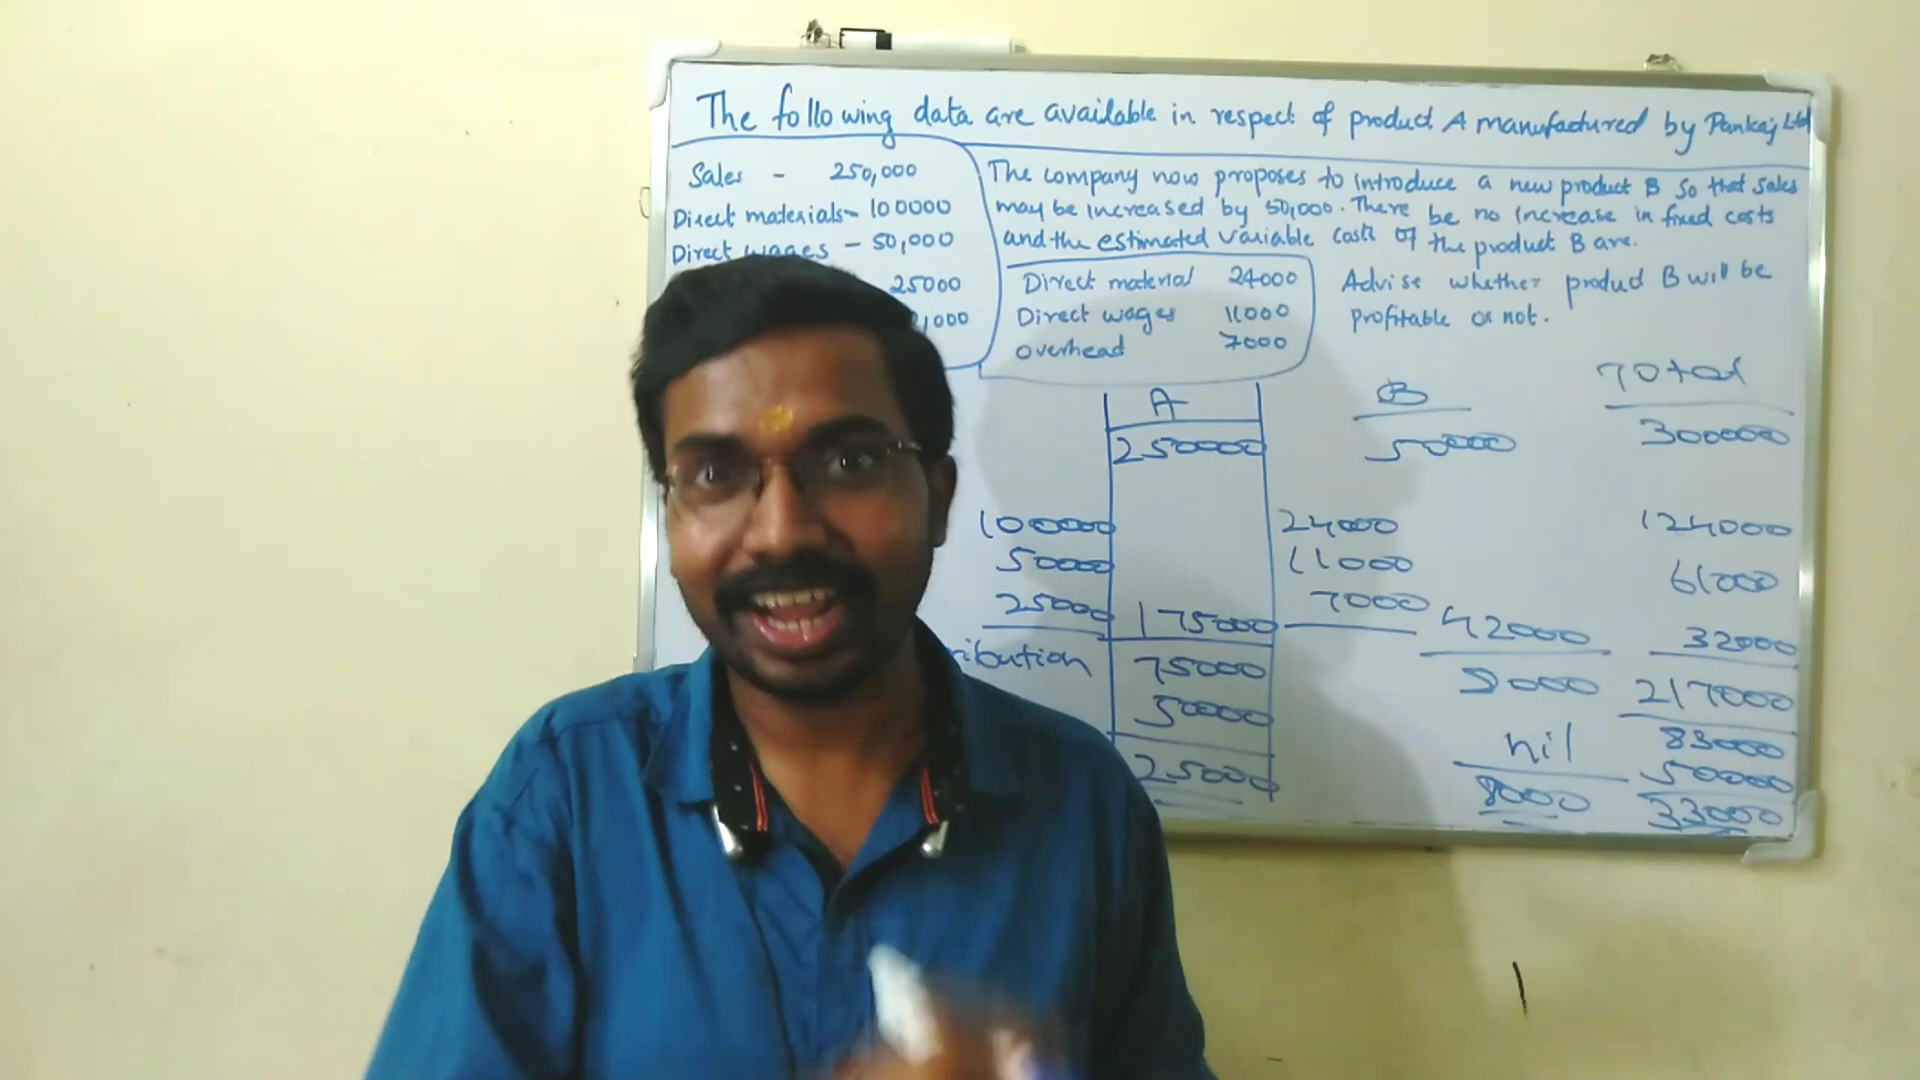 The following data are available in respect of product A manufactured by Pankaj Ltd
Sales - 250,000
Direct materials - 100000
Direct wages - 50,000
25000
The company now proposes to introduce a new product B so that sales
may be increased by 50,000. There be no increase in fixed costs
and the estimated variable costs of the product B are.
Direct material 24000
Direct wages 11000
overhead 7000
Advise whether product B will be
profitable or not.
A B Total
250000 50000 300000
100000 24000 124000
50000 11000 61000
25000 175000 7000 42000 32000
ribution 75000 8000 217000
50000 nil 83000
25000 8000 50000
33000